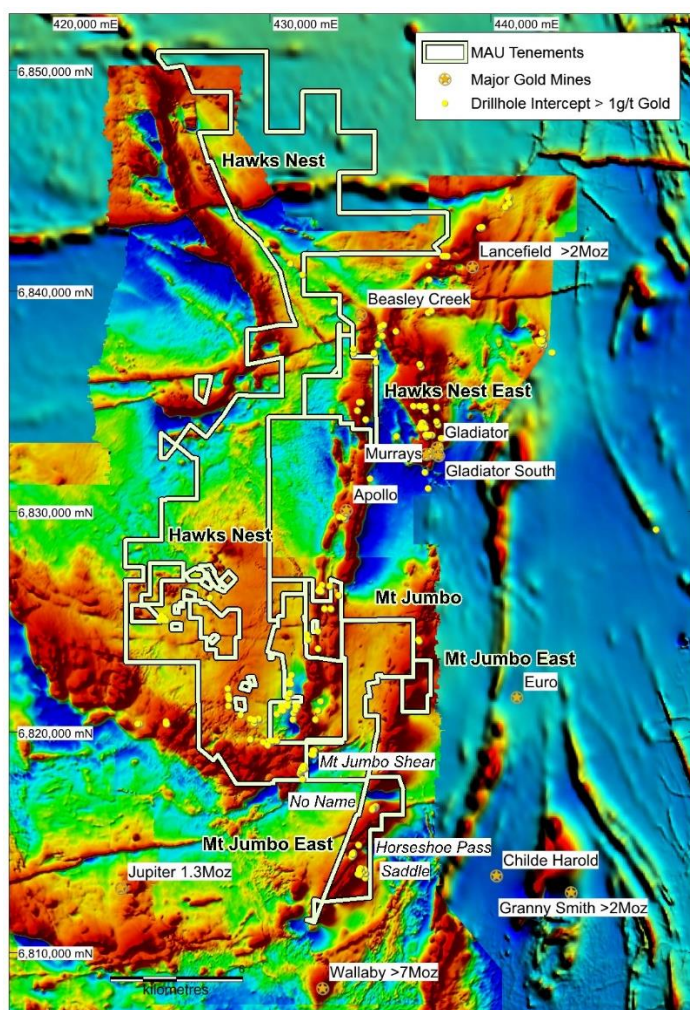 420,000 mE
430,000 mE
440,000 mE
6,850,000 mN
MAU Tenements
Major Gold Mines
Drillhole Intercept > 1g/t Gold
Hawks Nest
Lancefield >2Moz
6,840,000 mN
Beasley Creek
Hawks Nest East
Gladiator
Murrays
Gladiator South
Apollo
6,830,000 mN
Hawks Nest
Mt Jumbo
Mt Jumbo East
Euro
6,820,000 mN
Mt Jumbo Shear
No Name
Mt Jumbo East
Horseshoe Pass
Saddle
Childe Harold
Jupiter 1.3Moz
Granny Smith >2Moz
6,810,000 mN
Wallaby >7Moz
kilometres